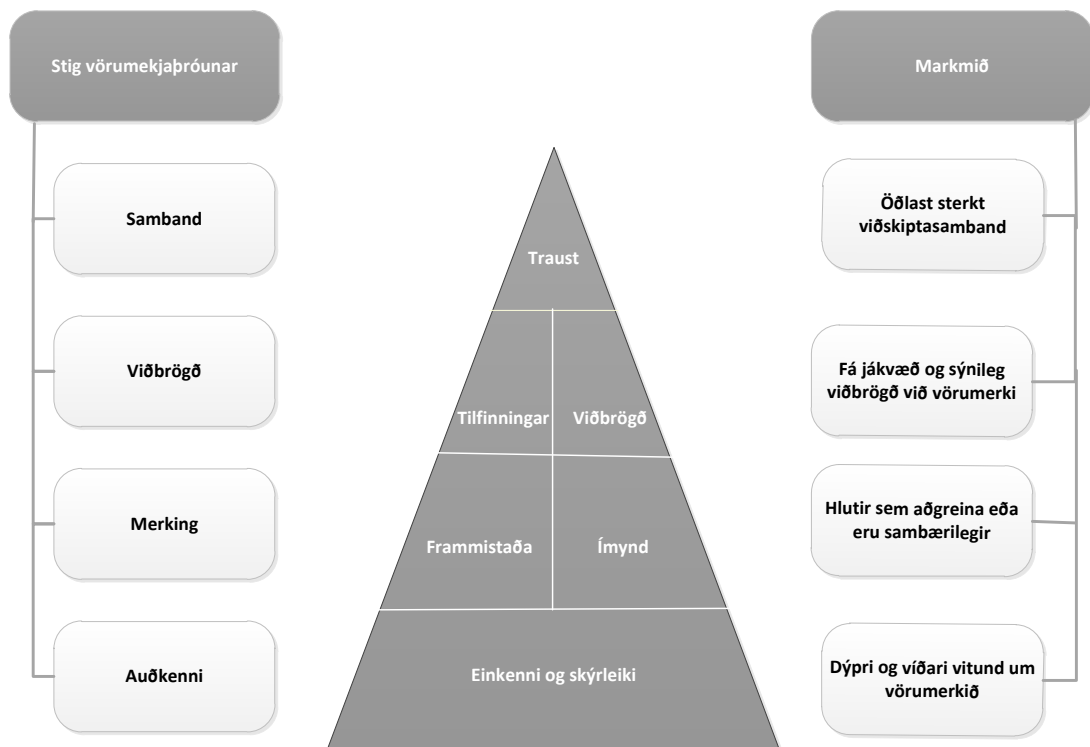 Stig vörumekjaþróunar
Markmið
Samband
Traust
Öðlast sterkt
viðskiptasamband
Viðbrögð
Tilfinningar
Viðbrögð
Fá jákvæð og sýnileg
viðbrögð við vörumerki
Merking
Frammistaða
Ímynd
Hlutir sem aðgreina eða
eru sambærilegir
Auðkenni
Einkenni og skýrleiki
Dýpri og víðari vitund um
vörumerkið